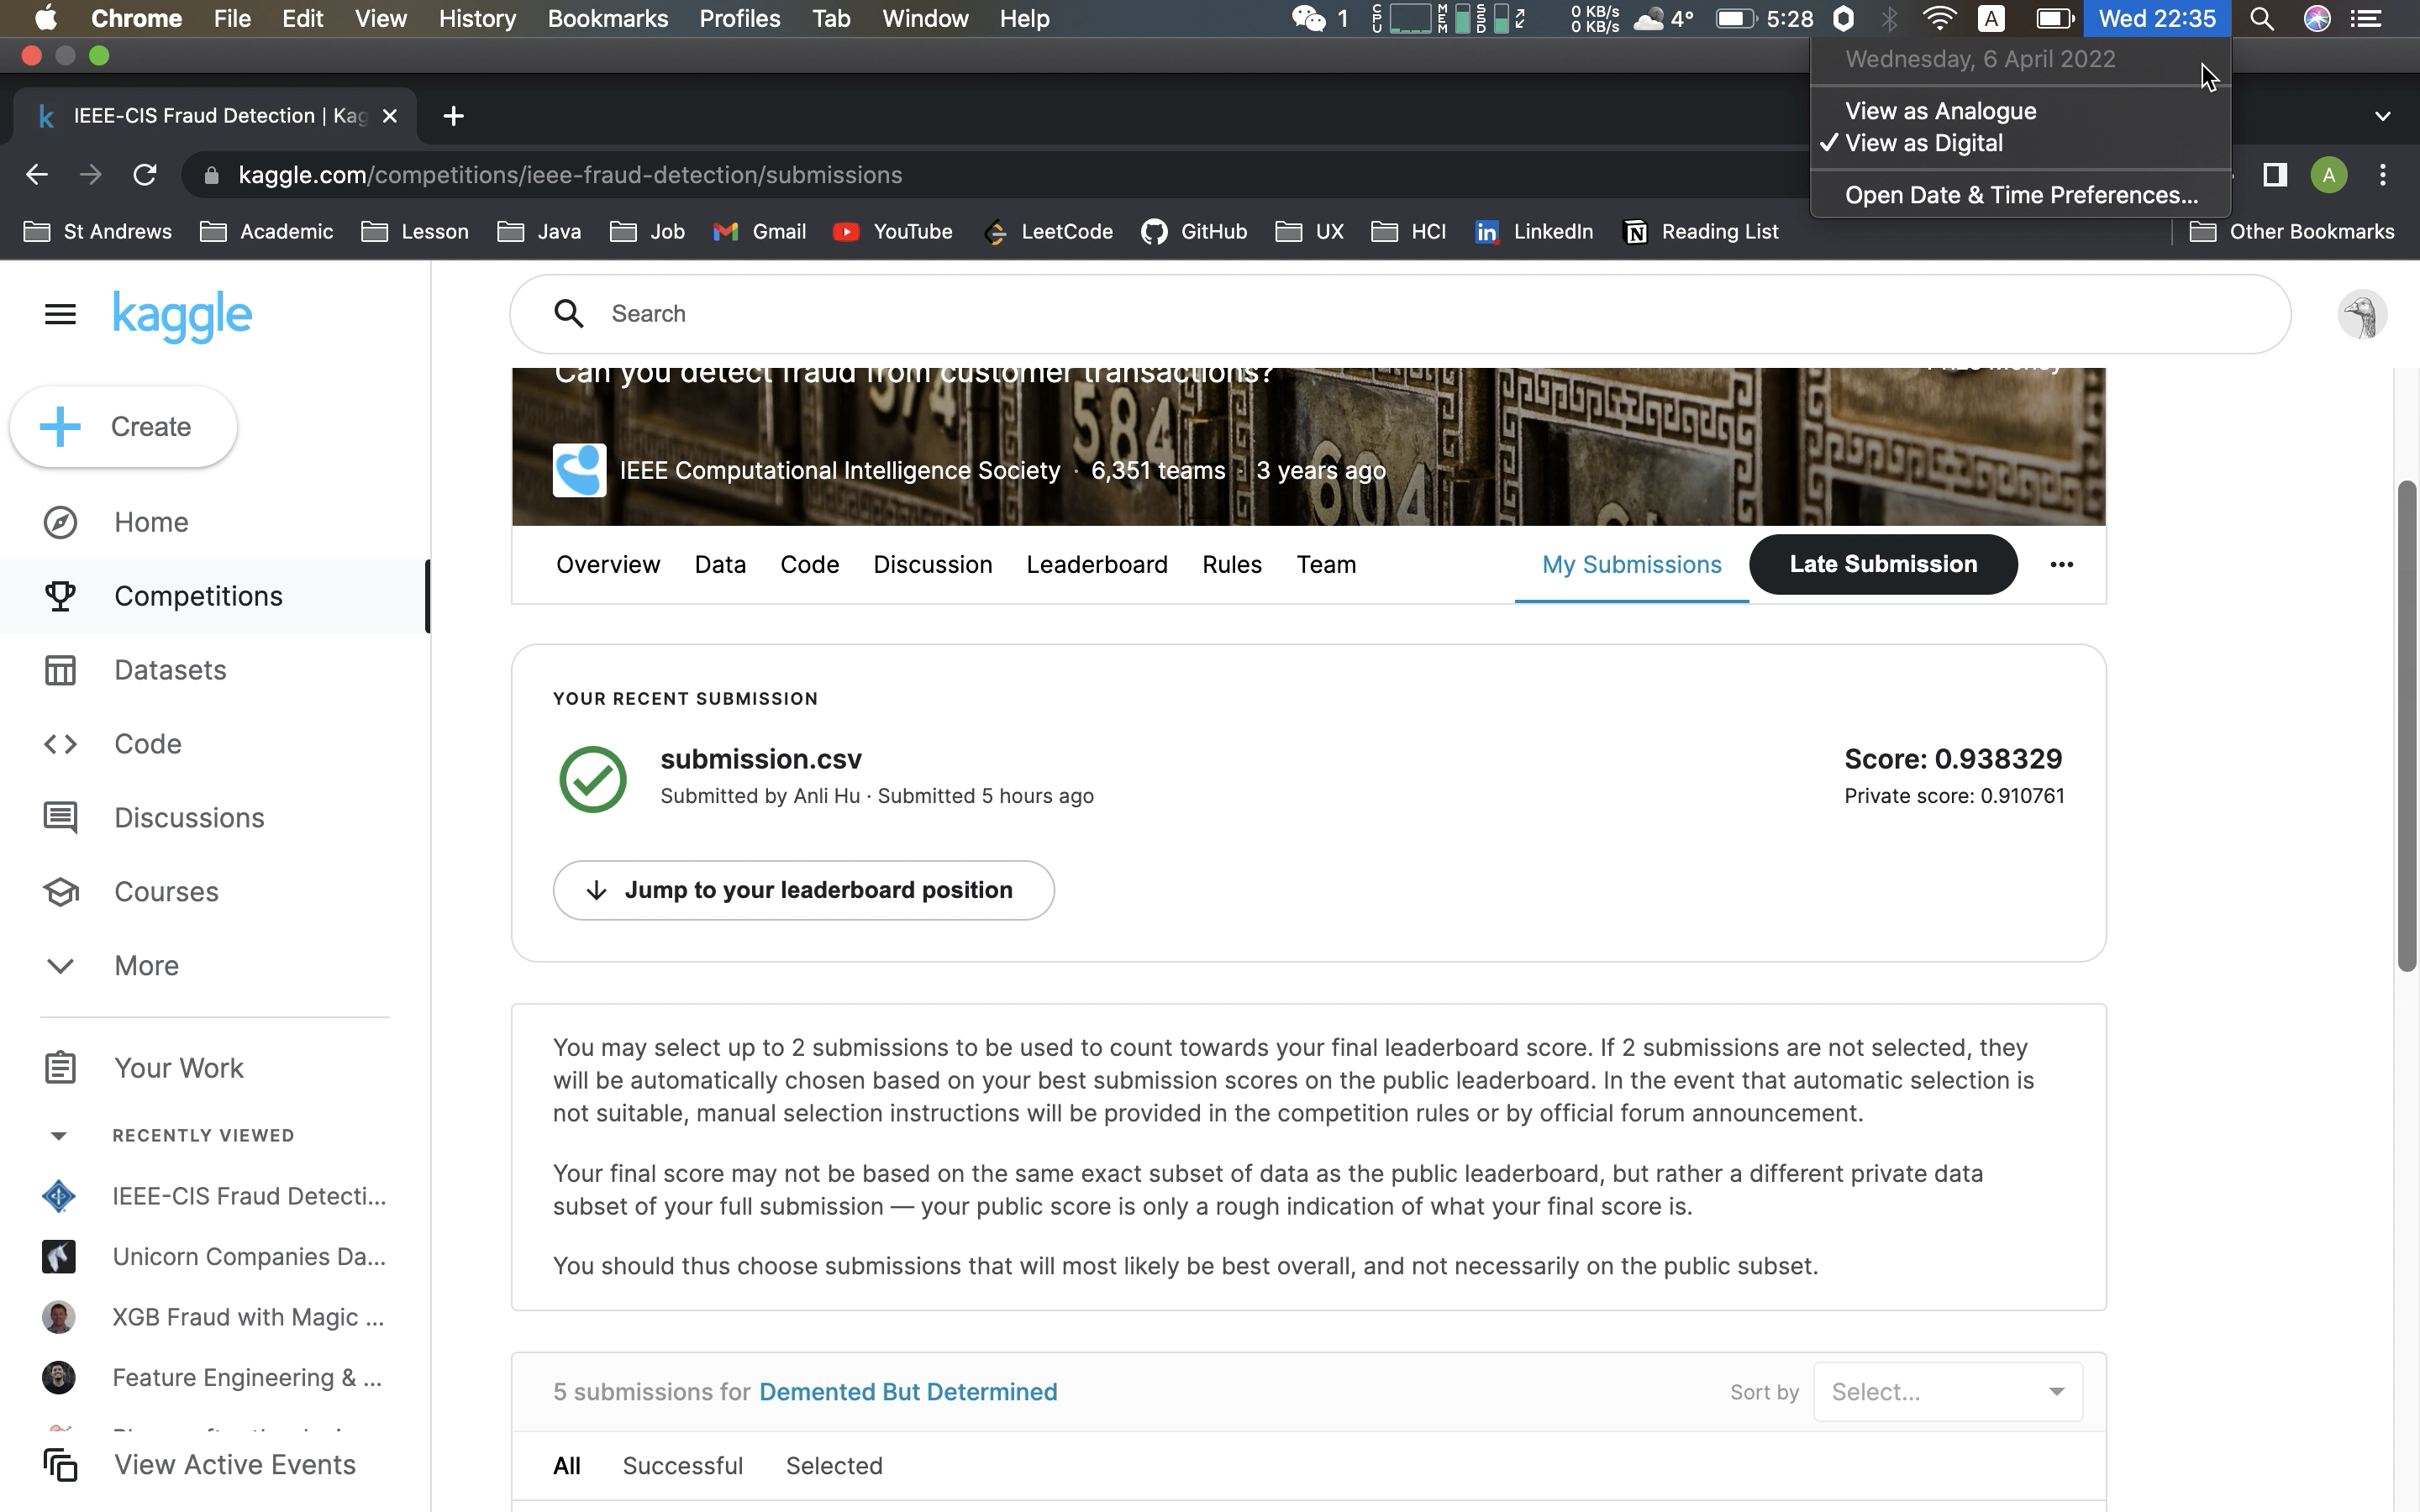 Chrome File Edit View History Bookmarks Profiles Tab Window Help 1 CPU MEM SSD 0 KB/s 0 KB/s 4° 5:28 A Wed 22:35
Wednesday, 6 April 2022
View as Analogue
✓ View as Digital
Open Date & Time Preferences...
IEEE-CIS Fraud Detection | Kag
kaggle.com/competitions/ieee-fraud-detection/submissions
A
St Andrews Academic Lesson Java Job Gmail YouTube LeetCode GitHub UX HCI LinkedIn Reading List Other Bookmarks
kaggle
Search
Create
Home
Competitions
Datasets
Code
Discussions
Courses
More
Your Work
RECENTLY VIEWED
IEEE-CIS Fraud Detecti...
Unicorn Companies Da...
XGB Fraud with Magic ...
Feature Engineering & ...
View Active Events
Can you detect fraud from customer transactions?
574 584 604
IEEE Computational Intelligence Society · 6,351 teams · 3 years ago
Overview Data Code Discussion Leaderboard Rules Team My Submissions Late Submission
YOUR RECENT SUBMISSION
submission.csv
Submitted by Anli Hu · Submitted 5 hours ago
Score: 0.938329
Private score: 0.910761
Jump to your leaderboard position
You may select up to 2 submissions to be used to count towards your final leaderboard score. If 2 submissions are not selected, they
will be automatically chosen based on your best submission scores on the public leaderboard. In the event that automatic selection is
not suitable, manual selection instructions will be provided in the competition rules or by official forum announcement.
Your final score may not be based on the same exact subset of data as the public leaderboard, but rather a different private data
subset of your full submission — your public score is only a rough indication of what your final score is.
You should thus choose submissions that will most likely be best overall, and not necessarily on the public subset.
5 submissions for Demented But Determined
Sort by Select...
All Successful Selected